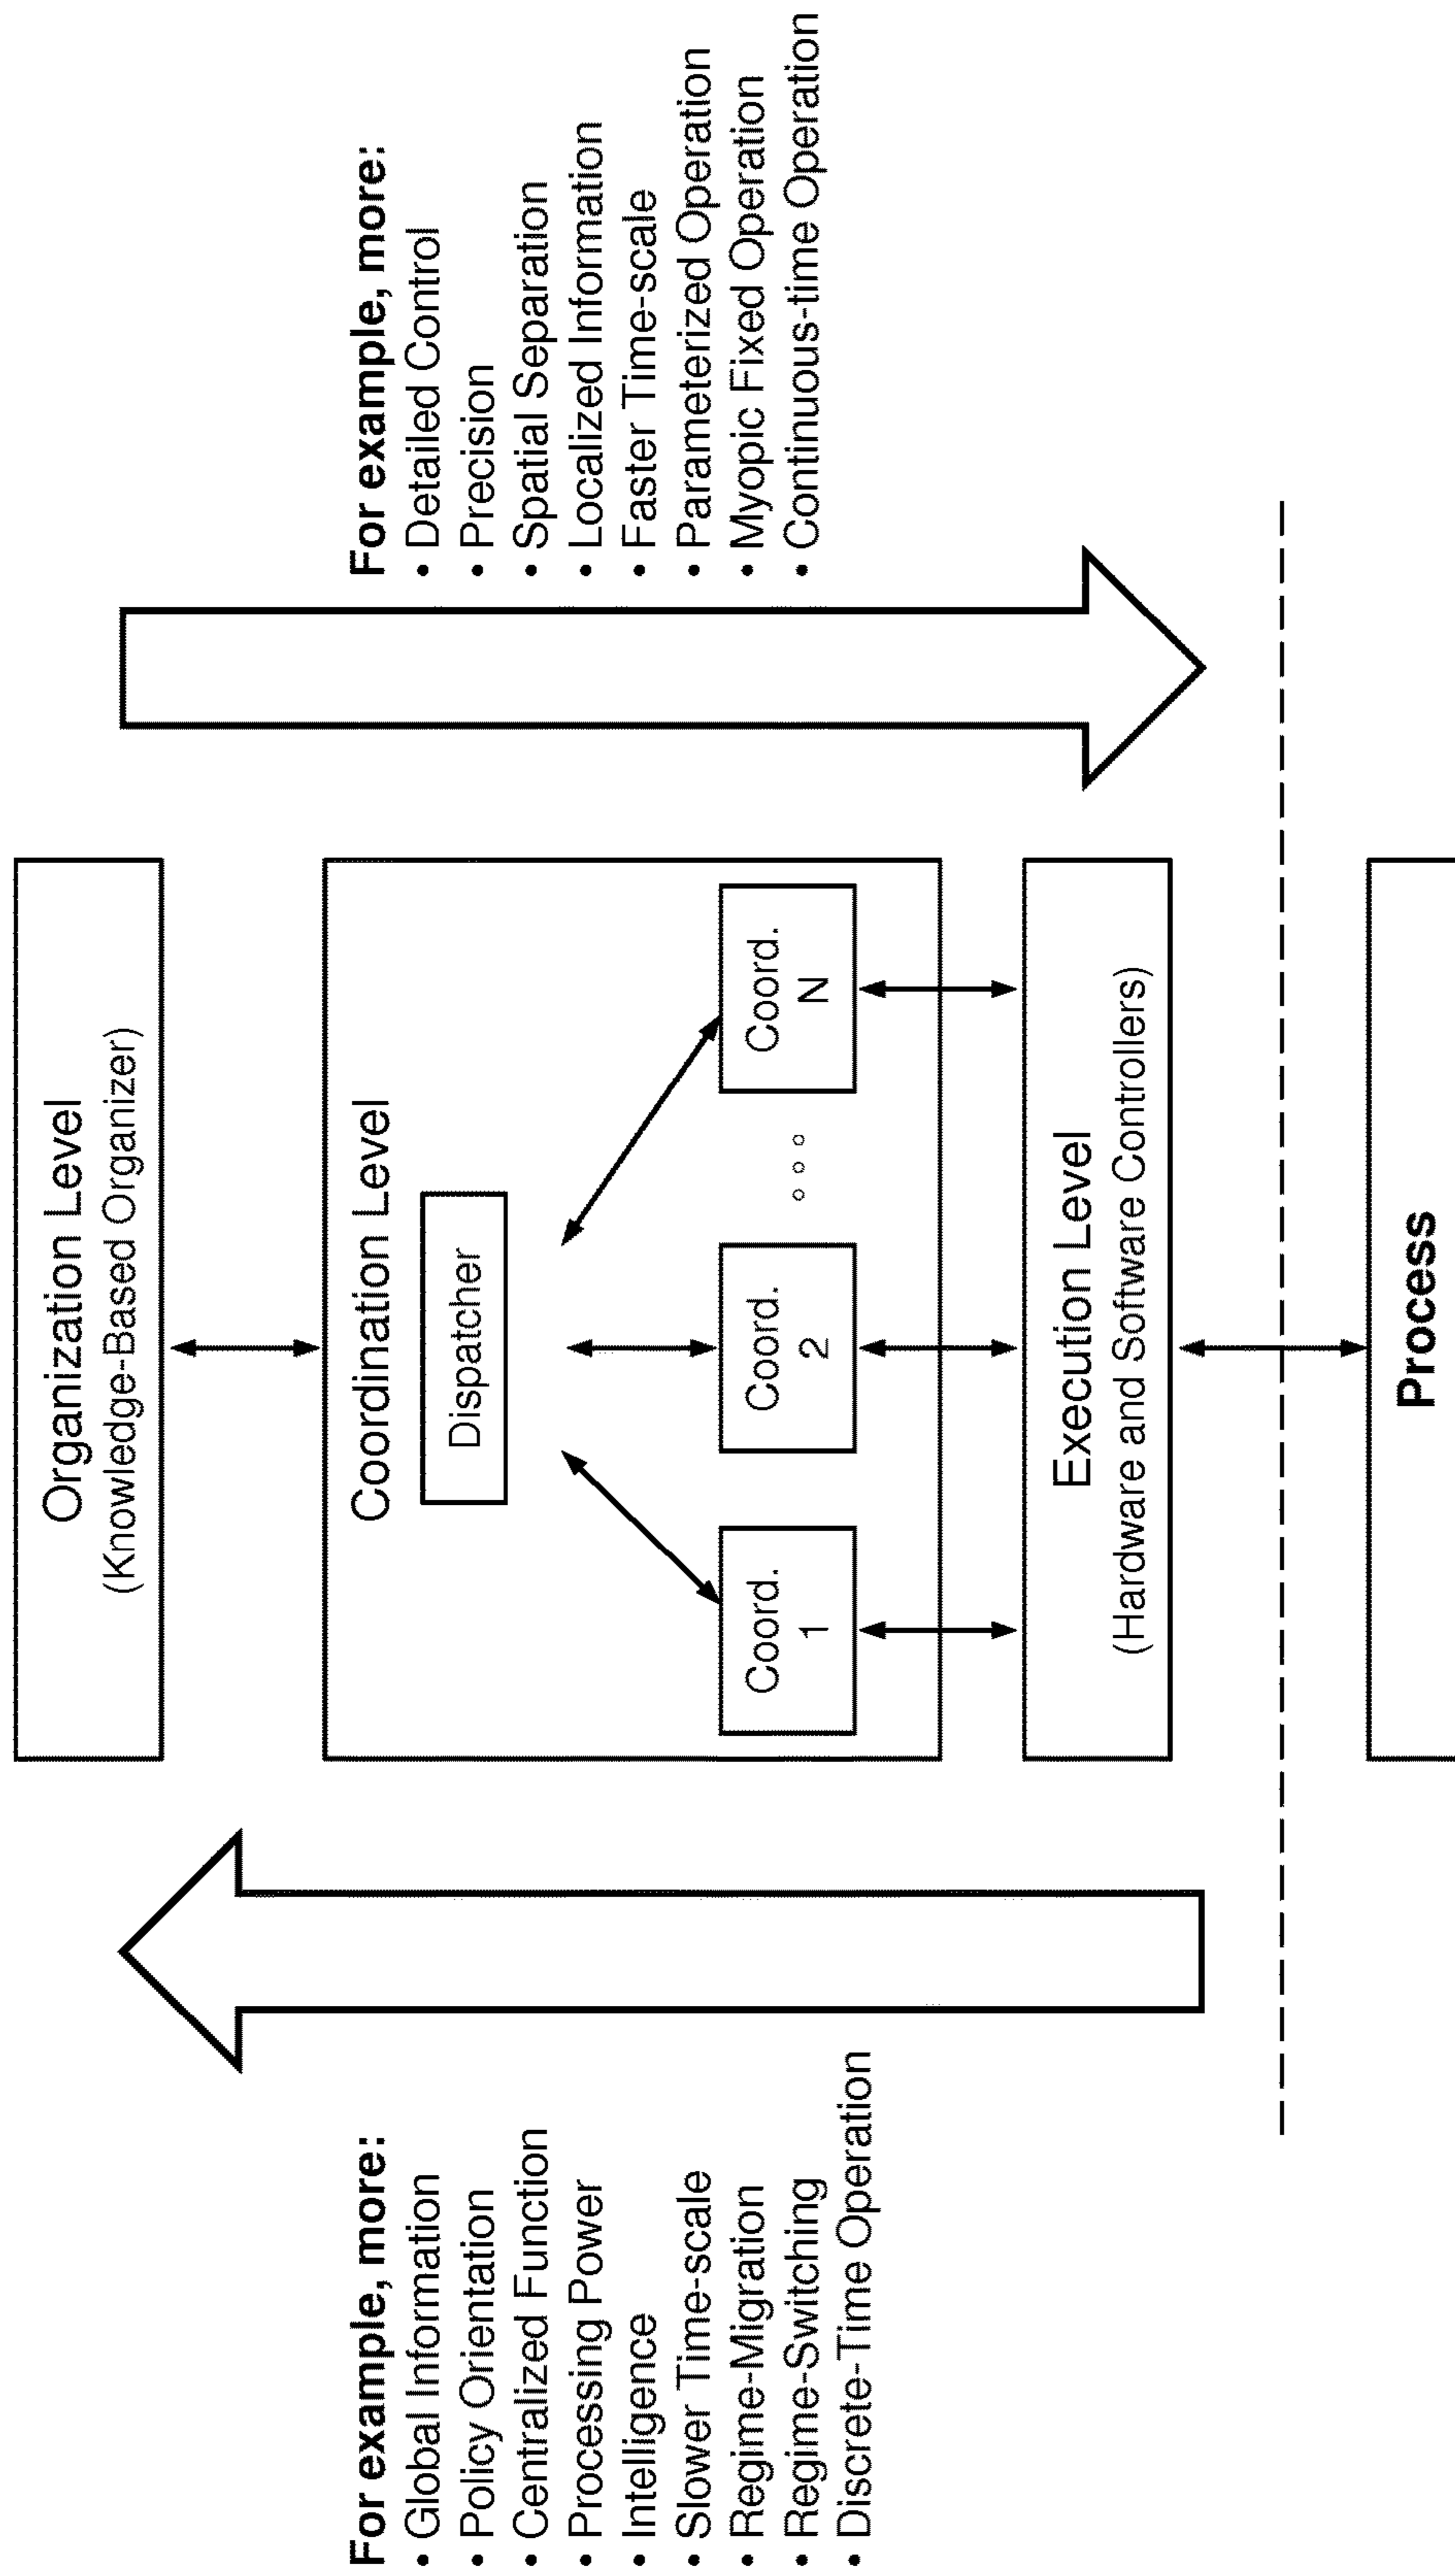 For example, more:
• Global Information
• Policy Orientation
• Centralized Function
• Processing Power
• Intelligence
• Slower Time-scale
• Regime-Migration
• Regime-Switching
• Discrete-Time Operation
Organization Level
(Knowledge-Based Organizer)
Coordination Level
Dispatcher
Coord.
1
Coord.
2
Coord.
N
Execution Level
(Hardware and Software Controllers)
Process
For example, more:
• Detailed Control
• Precision
• Spatial Separation
• Localized Information
• Faster Time-scale
• Parameterized Operation
• Myopic Fixed Operation
• Continuous-time Operation